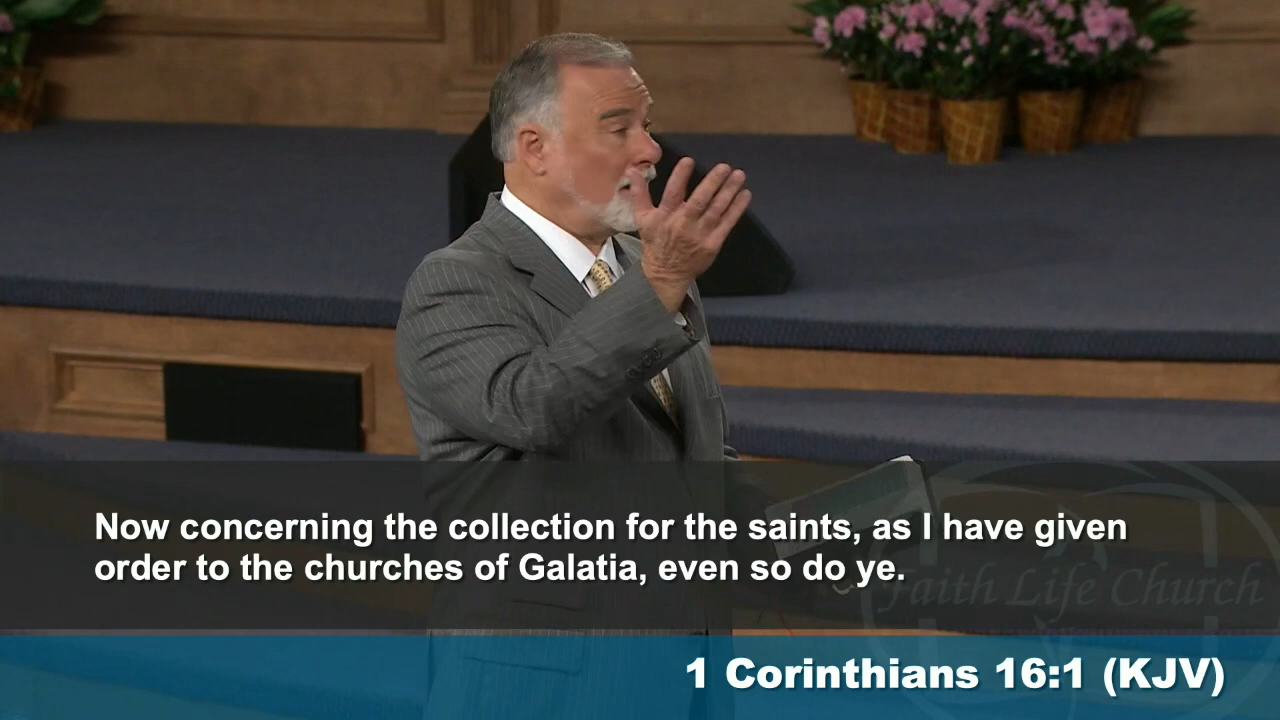 Now concerning the collection for the saints, as I have given
order to the churches of Galatia, even so do ye.
Faith Life Church
1 Corinthians 16:1 (KJV)